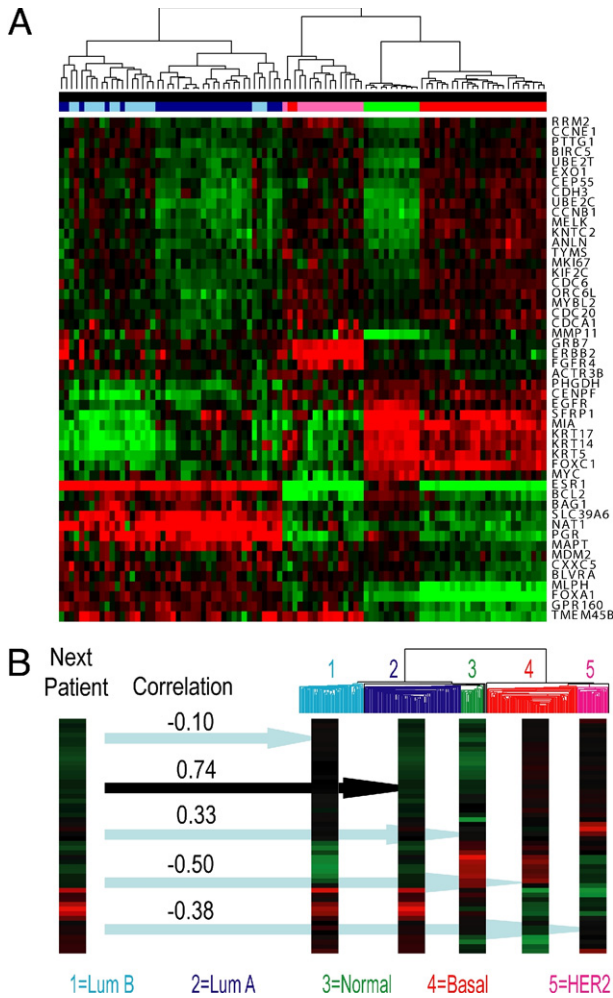 A
RRM2
CCNE1
PTTG1
BIRC5
UBE2T
EXO1
CEP55
CDH3
UBE2C
CCNB1
MELK
KNTC2
ANLN
TYMS
MKI67
KIF2C
CDC6
ORC6L
MYBL2
CDC20
CDCA1
MMP11
GRB7
ERBB2
FGFR4
ACTR3B
PHGDH
CENPF
EGFR
SFRP1
MIA
KRT17
KRT14
KRT5
FOXC1
MYC
ESR1
BCL2
BAG1
SLC39A6
NAT1
PGR
MAPT
MDM2
CXXC5
BLVRA
MLPH
FOXA1
GPR160
TMEM45B
B
Next Patient
Correlation
1 2 3 4 5
-0.10
0.74
0.33
-0.50
-0.38
1=Lum B 2=Lum A 3=Normal 4=Basal 5=HER2